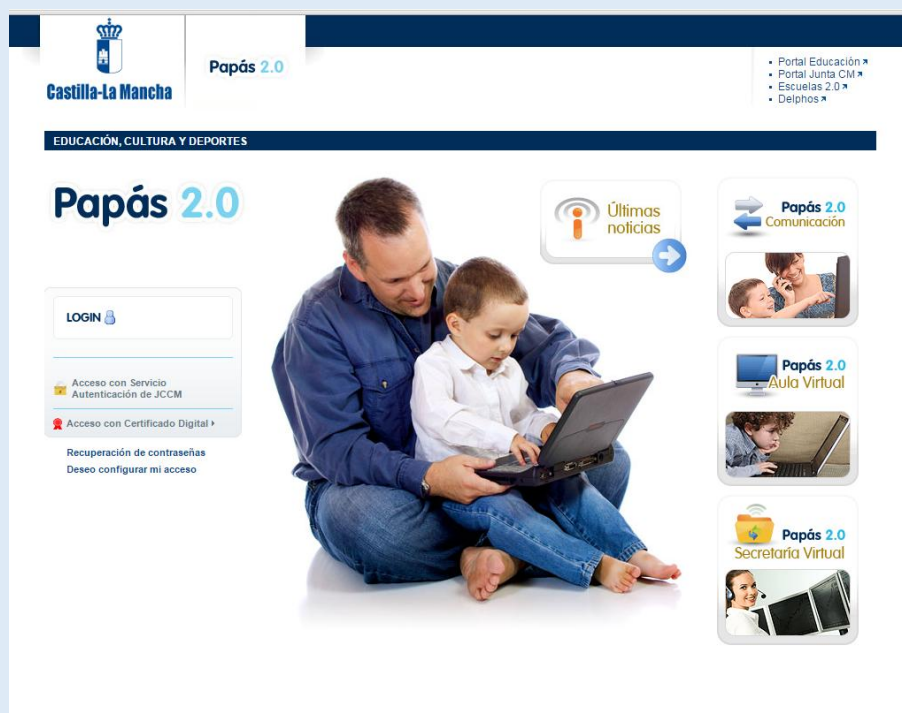 Castilla-La Mancha
Papás 2.0
Portal Educación
Portal Junta CM
Escuelas 2.0
Delphos
EDUCACIÓN, CULTURA Y DEPORTES
Papás 2.0
LOGIN
Acceso con Servicio
Autenticación de JCCM
Acceso con Certificado Digital
Recuperación de contraseñas
Deseo configurar mi acceso
Últimas
noticias
Papás 2.0
Comunicación
Papás 2.0
Aula Virtual
Papás 2.0
Secretaría Virtual